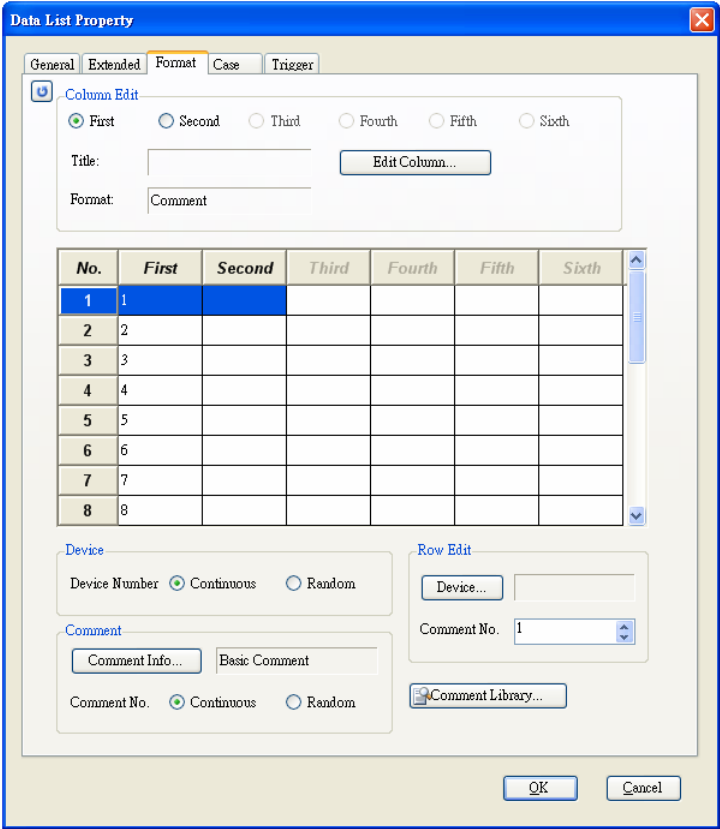 Data List Property
General Extended Format Case Trigger
Column Edit
First Second Third Fourth Fifth Sixth
Title: Edit Column...
Format: Comment
No. First Second Third Fourth Fifth Sixth
1 1
2 2
3 3
4 4
5 5
6 6
7 7
8 8
Device
Device Number Continuous Random
Row Edit
Device...
Comment No. 1
Comment
Comment Info... Basic Comment
Comment No. Continuous Random
Comment Library...
OK Cancel